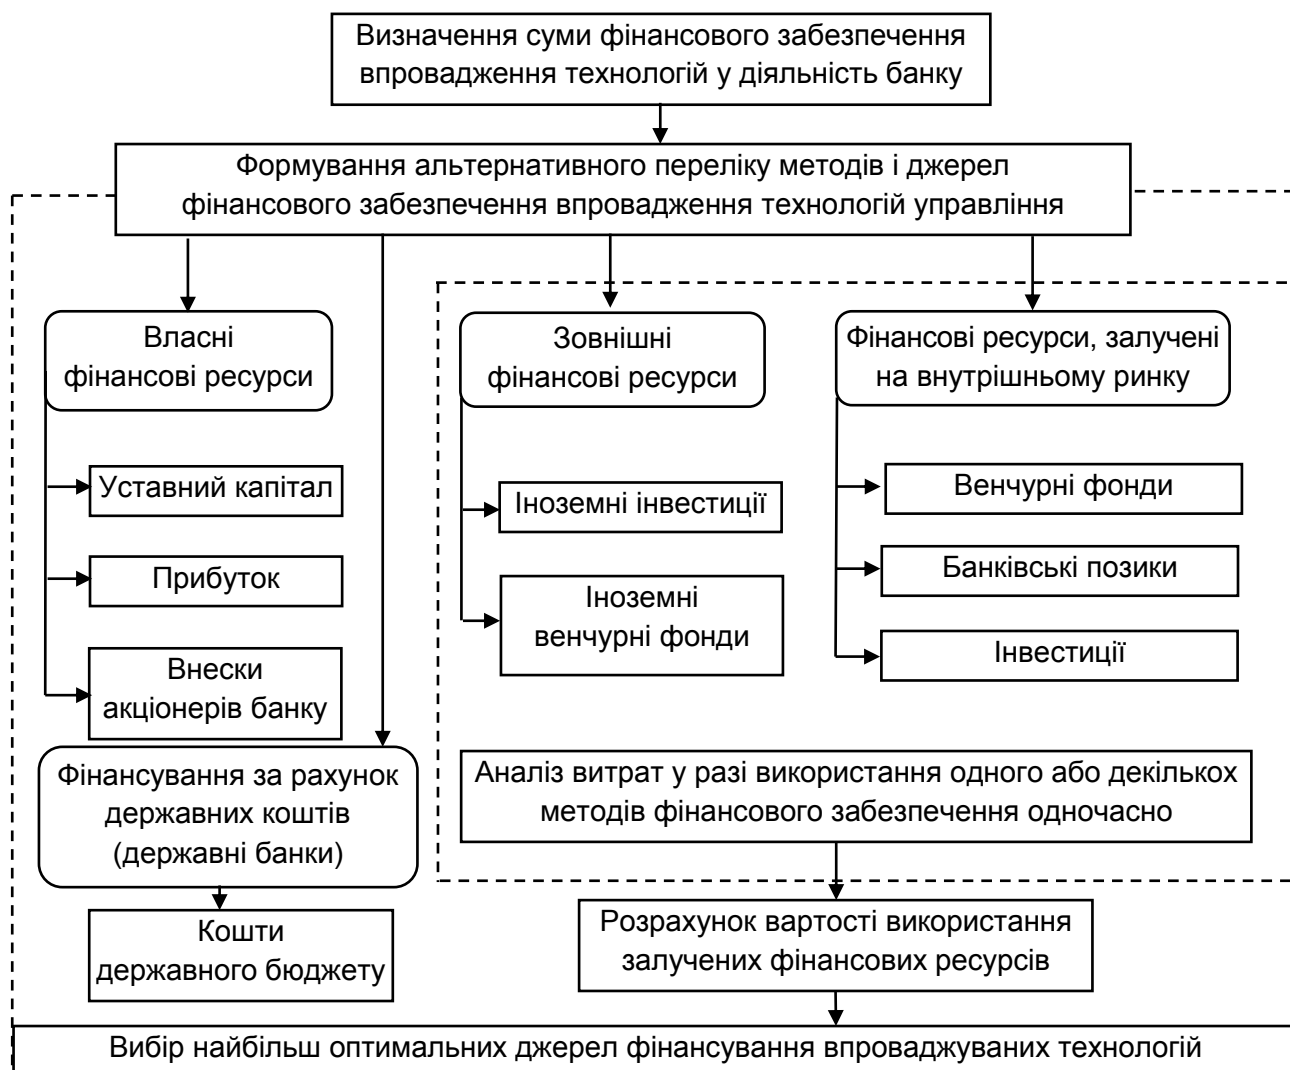 Визначення суми фінансового забезпечення
впровадження технологій у діяльність банку
Формування альтернативного переліку методів і джерел
фінансового забезпечення впровадження технологій управління
Власні
фінансові ресурси
Зовнішні
фінансові ресурси
Фінансові ресурси, залучені
на внутрішньому ринку
Уставний капітал
Прибуток
Внески
акціонерів банку
Іноземні інвестиції
Іноземні
венчурні фонди
Венчурні фонди
Банківські позики
Інвестиції
Фінансування за рахунок
державних коштів
(державні банки)
Аналіз витрат у разі використання одного або декількох
методів фінансового забезпечення одночасно
Кошти
державного бюджету
Розрахунок вартості використання
залучених фінансових ресурсів
Вибір найбільш оптимальних джерел фінансування впроваджуваних технологій